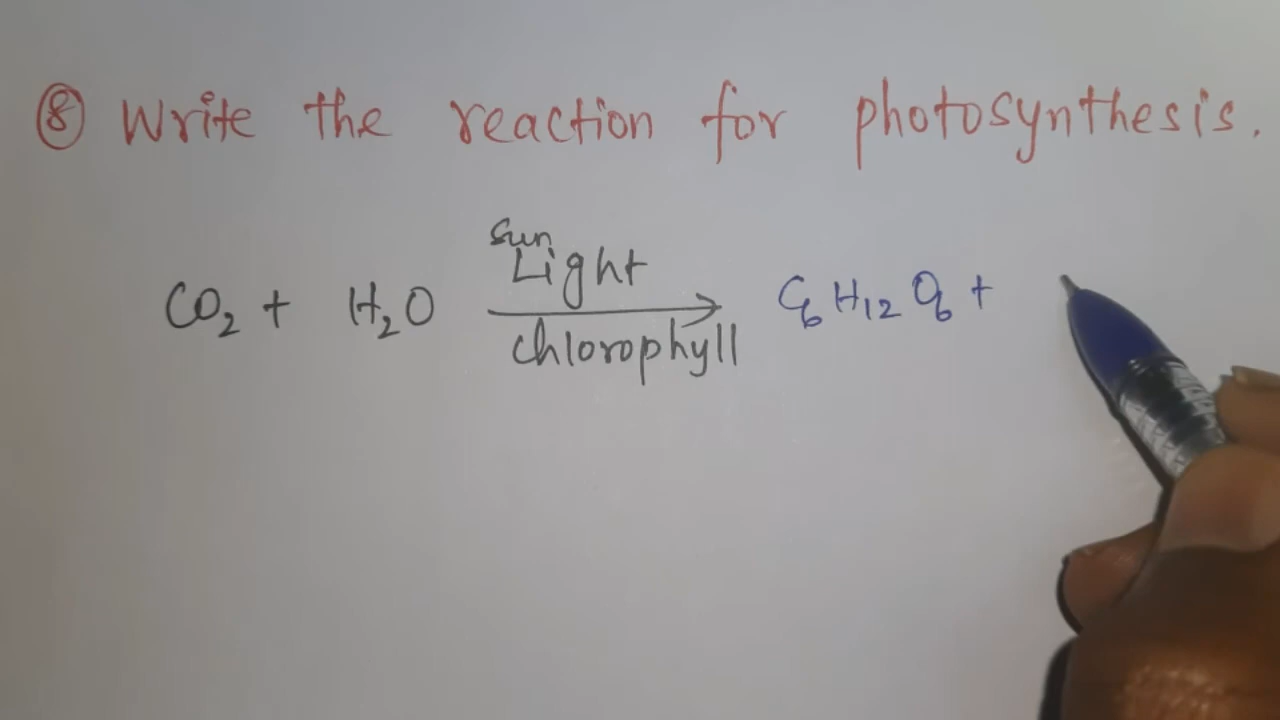 ⑧ Write the reaction for photosynthesis.
Sun
CO₂ + H₂O Light C₆H₁₂O₆ +
chlorophyll